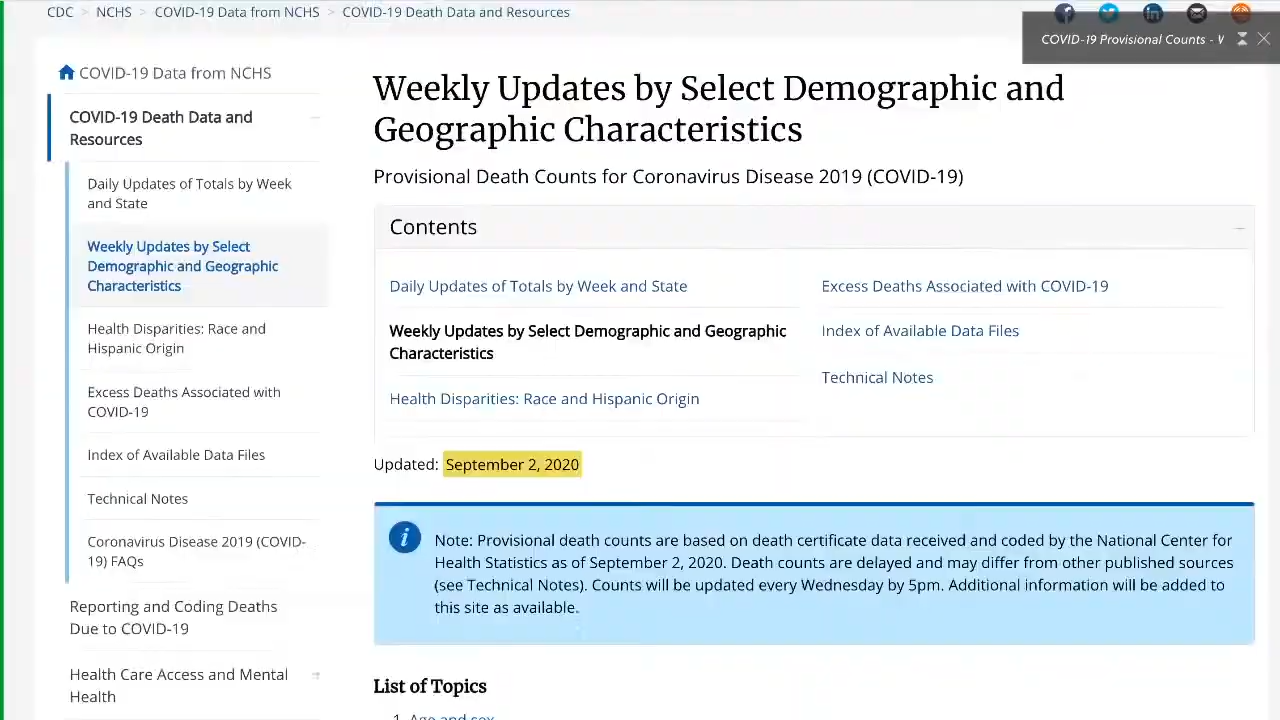 CDC > NCHS > COVID-19 Data from NCHS > COVID-19 Death Data and Resources
COVID-19 Provisional Counts -
COVID-19 Data from NCHS
COVID-19 Death Data and
Resources
Daily Updates of Totals by Week
and State
Weekly Updates by Select
Demographic and Geographic
Characteristics
Health Disparities: Race and
Hispanic Origin
Excess Deaths Associated with
COVID-19
Index of Available Data Files
Technical Notes
Coronavirus Disease 2019 (COVID-
19) FAQs
Reporting and Coding Deaths
Due to COVID-19
Health Care Access and Mental
Health
Weekly Updates by Select Demographic and
Geographic Characteristics
Provisional Death Counts for Coronavirus Disease 2019 (COVID-19)
Contents
Daily Updates of Totals by Week and State
Weekly Updates by Select Demographic and Geographic
Characteristics
Health Disparities: Race and Hispanic Origin
Excess Deaths Associated with COVID-19
Index of Available Data Files
Technical Notes
Updated: September 2, 2020
Note: Provisional death counts are based on death certificate data received and coded by the National Center for
Health Statistics as of September 2, 2020. Death counts are delayed and may differ from other published sources
(see Technical Notes). Counts will be updated every Wednesday by 5pm. Additional information will be added to
this site as available.
List of Topics
1. Age and sex